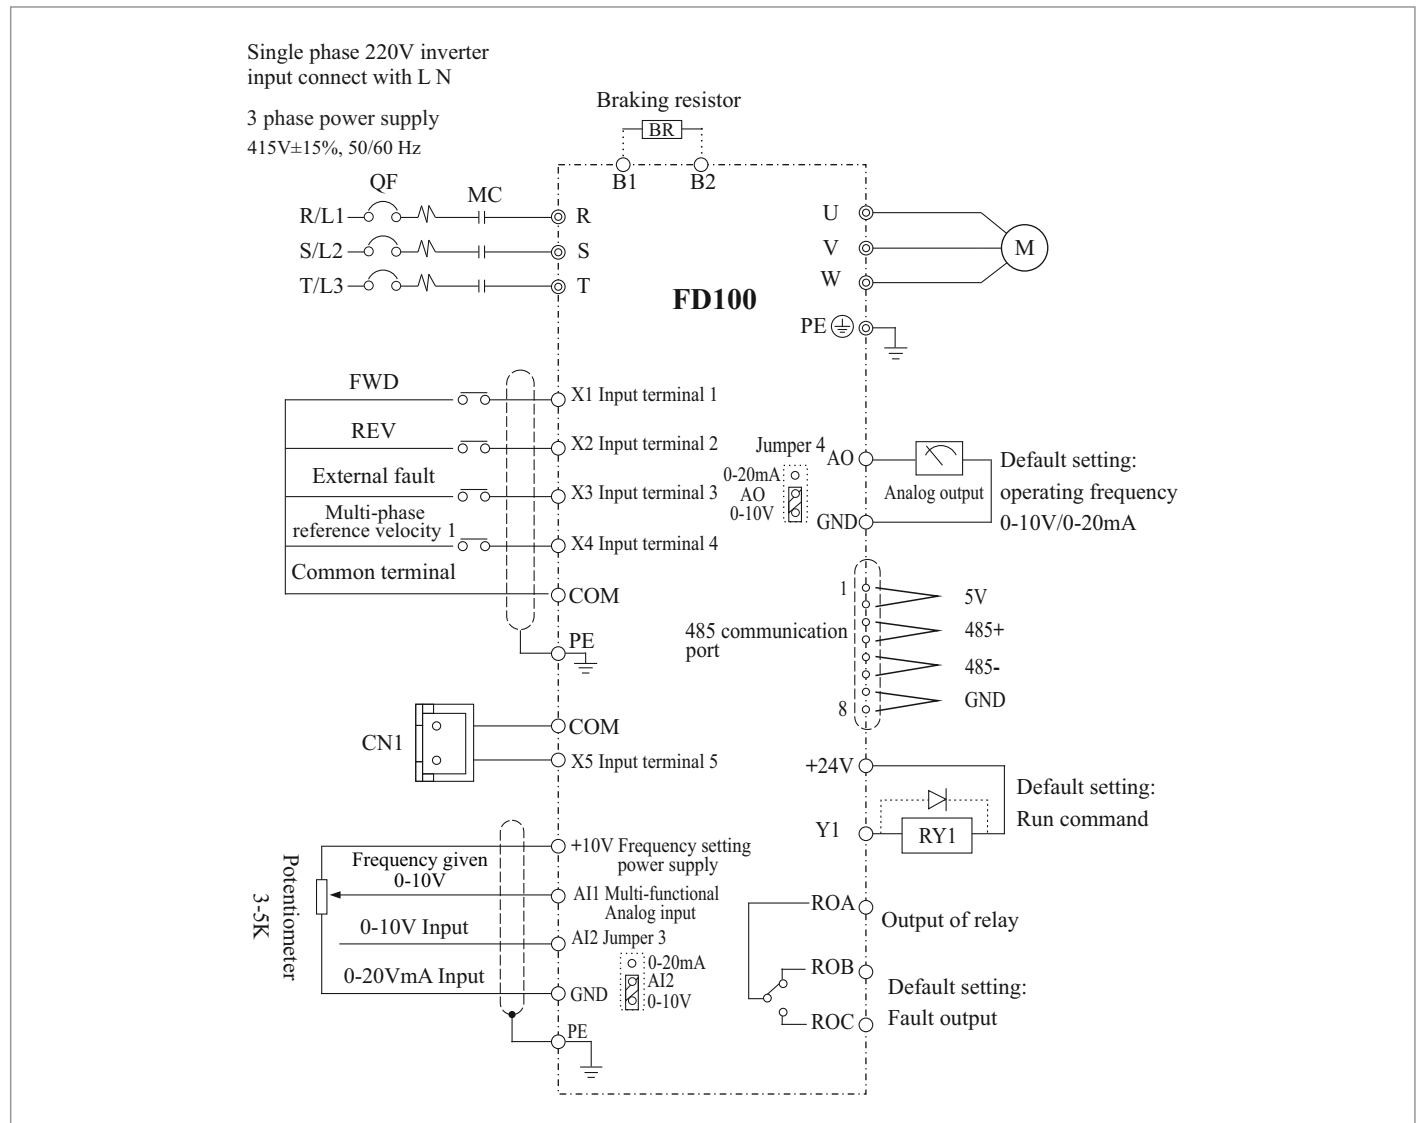 Single phase 220V inverter
input connect with L N
3 phase power supply
415V±15%, 50/60 Hz
Braking resistor
BR
B1
B2
QF
MC
R/L1
R
S/L2
S
T/L3
T
U
V
W
M
FD100
PE
FWD
X1 Input terminal 1
REV
X2 Input terminal 2
External fault
X3 Input terminal 3
Multi-phase
reference velocity 1
X4 Input terminal 4
Common terminal
COM
PE
Jumper 4
0-20mA
AO
0-10V
AO
GND
Analog output
Default setting:
operating frequency
0-10V/0-20mA
485 communication
port
1
8
5V
485+
485-
GND
CN1
COM
X5 Input terminal 5
+24V
Y1
RY1
Default setting:
Run command
Potentiometer
3-5K
+10V Frequency setting
power supply
Frequency given
0-10V
AI1 Multi-functional
Analog input
0-10V Input
AI2 Jumper 3
0-20mA
AI2
0-10V
0-20VmA Input
GND
PE
ROA
Output of relay
ROB
ROC
Default setting:
Fault output